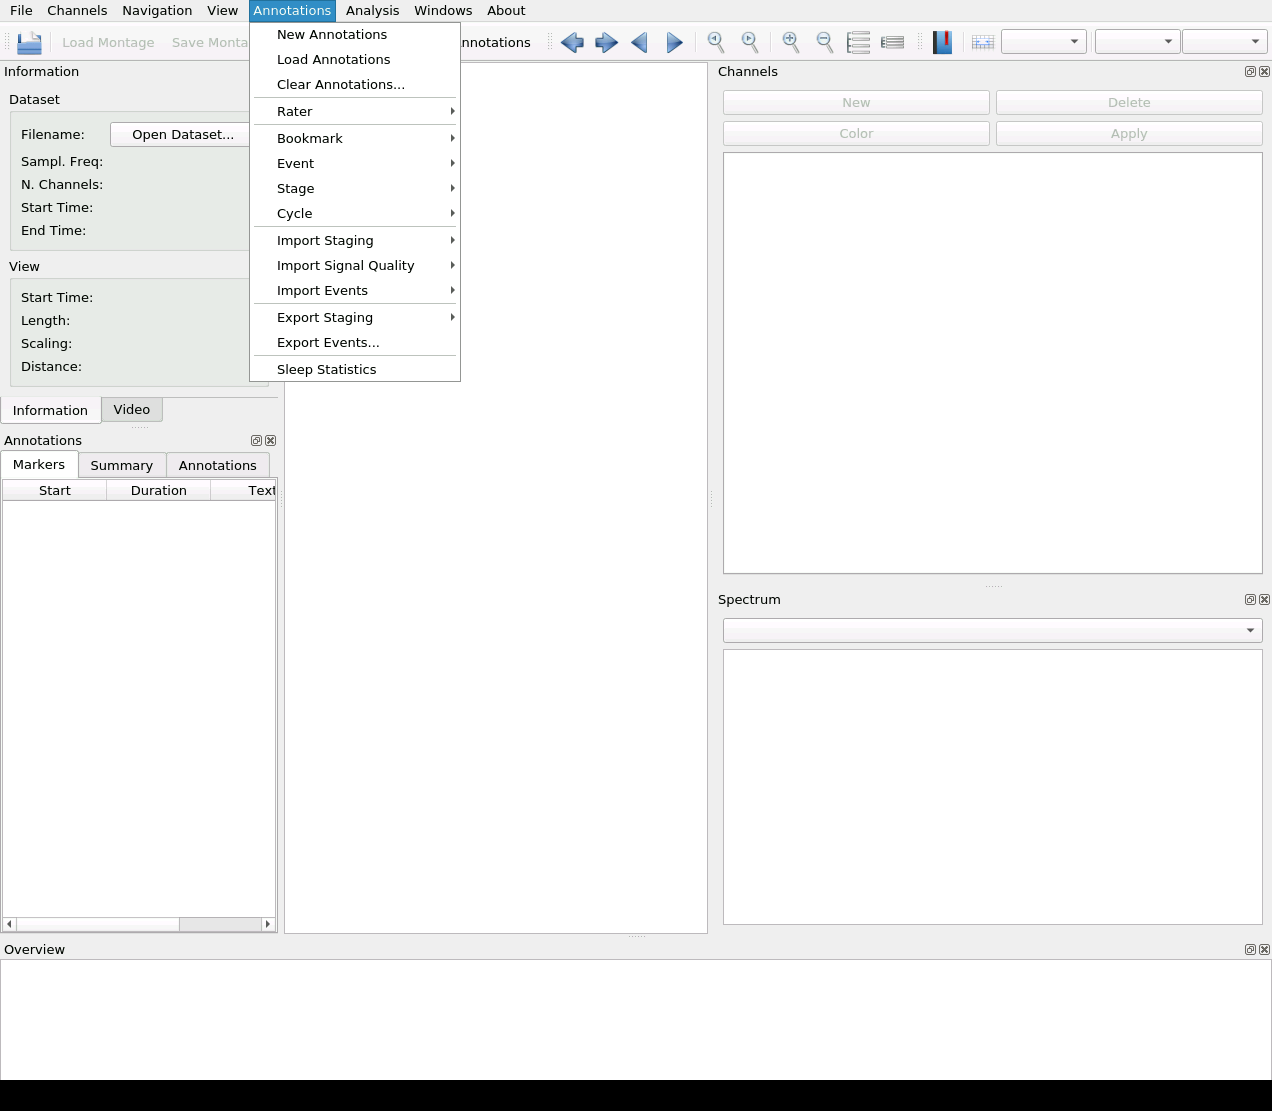 File Channels Navigation View Annotations Analysis Windows About
Load Montage Save Monta nnotations
Information
Dataset
Filename: Open Dataset...
Sampl. Freq:
N. Channels:
Start Time:
End Time:
View
Start Time:
Length:
Scaling:
Distance:
Information Video
New Annotations
Load Annotations
Clear Annotations...
Rater
Bookmark
Event
Stage
Cycle
Import Staging
Import Signal Quality
Import Events
Export Staging
Export Events...
Sleep Statistics
Annotations
Markers Summary Annotations
Start Duration Text
Channels
New Delete
Color Apply
Spectrum
Overview